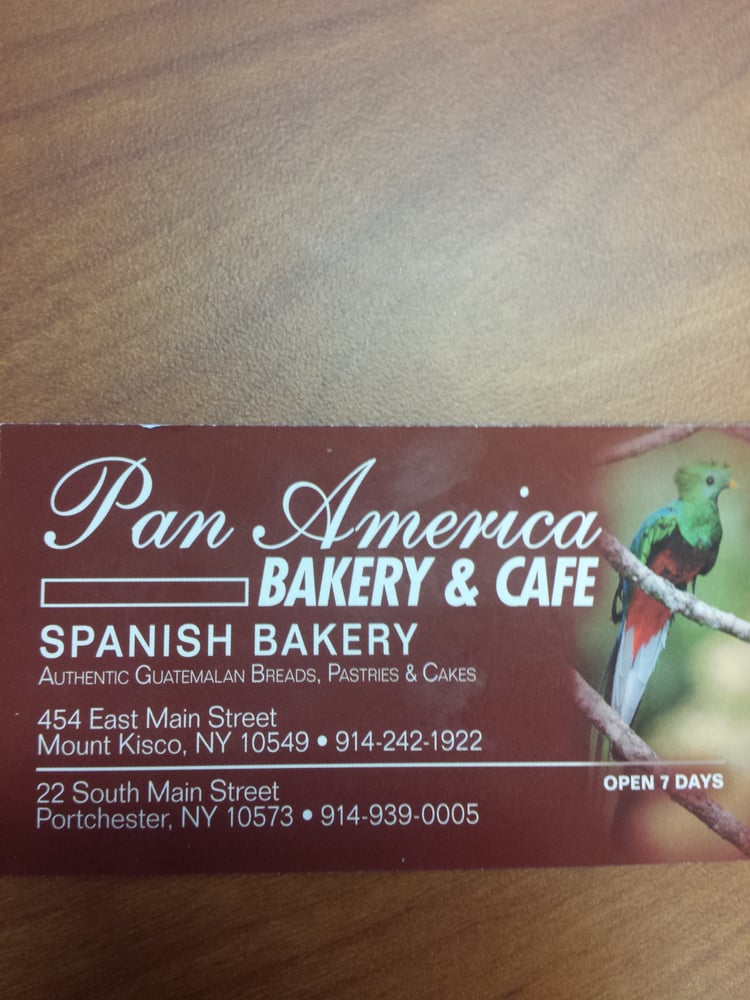 Pan America
BAKERY & CAFE
SPANISH BAKERY
AUTHENTIC GUATEMALAN BREADS, PASTRIES & CAKES
454 East Main Street
Mount Kisco, NY 10549 • 914-242-1922
OPEN 7 DAYS
22 South Main Street
Portchester, NY 10573 • 914-939-0005